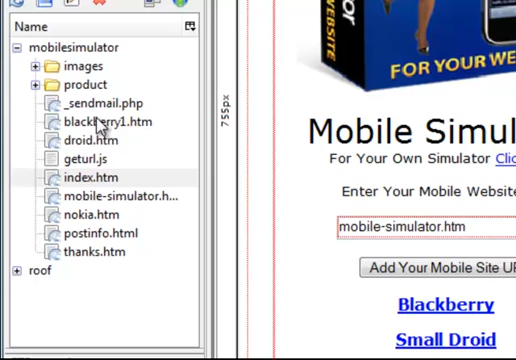 Name
mobilesimulator
images
product
_sendmail.php
blackberry1.htm
droid.htm
geturl.js
index.htm
mobile-simulator.h...
nokia.htm
postinfo.html
thanks.htm
roof
755px
FOR YOUR WEBS
Mobile Simul
For Your Own Simulator Clic
Enter Your Mobile Website
mobile-simulator.htm
Add Your Mobile Site UR
Blackberry
Small Droid